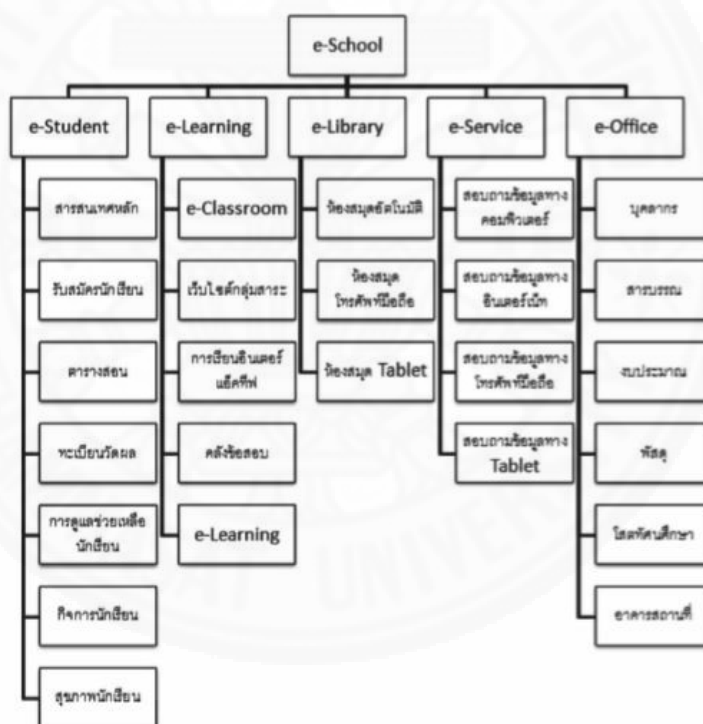 e-School
e-Student
e-Learning
e-Library
e-Service
e-Office
สารสนเทศหลัก
รับสมัครนักเรียน
ตารางสอน
ทะเบียนวัดผล
การดูแลช่วยเหลือ
นักเรียน
กิจการนักเรียน
สุขภาพนักเรียน
e-Classroom
เว็บไซต์กลุ่มสาระ
การเรียนอินเตอร์
แอ็คทีฟ
คลังข้อสอบ
e-Learning
ห้องสมุดอัตโนมัติ
ห้องสมุด
โทรศัพท์มือถือ
ห้องสมุด Tablet
สอบถามข้อมูลทาง
คอมพิวเตอร์
สอบถามข้อมูลทาง
อินเตอร์เน็ท
สอบถามข้อมูลทาง
โทรศัพท์มือถือ
สอบถามข้อมูลทาง
Tablet
บุคลากร
สารบรรณ
งบประมาณ
พัสดุ
โสตทัศนศึกษา
อาคารสถานที่